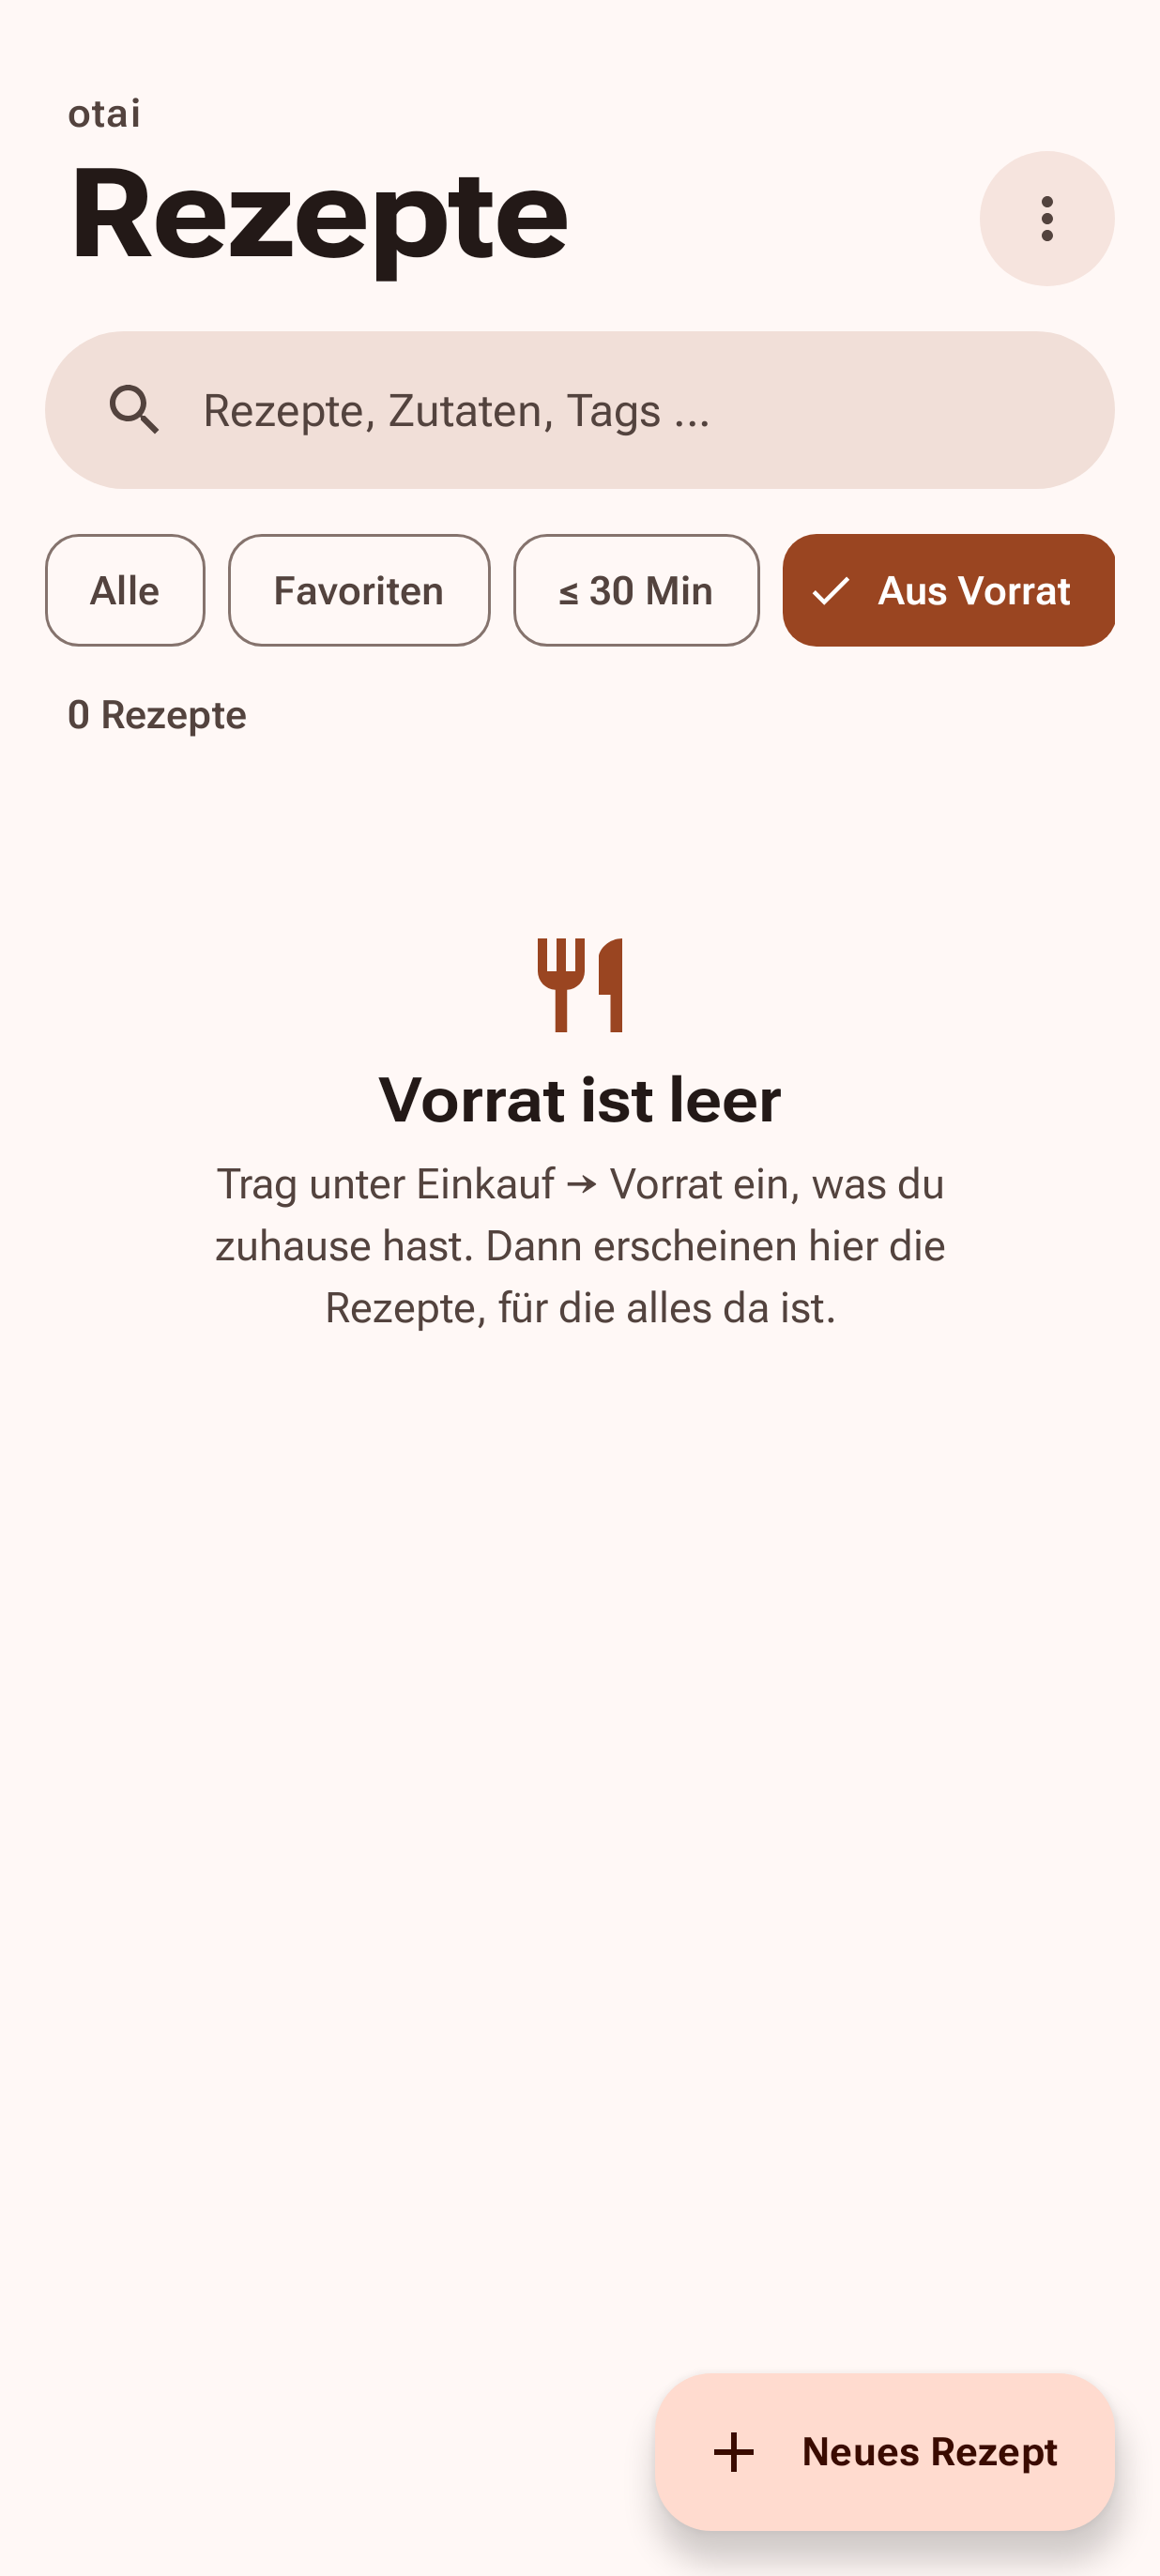 otai
Rezepte
Rezepte, Zutaten, Tags ...
Alle
Favoriten
≤ 30 Min
Aus Vorrat
0 Rezepte
Vorrat ist leer
Trag unter Einkauf → Vorrat ein, was du
zuhause hast. Dann erscheinen hier die
Rezepte, für die alles da ist.
Neues Rezept